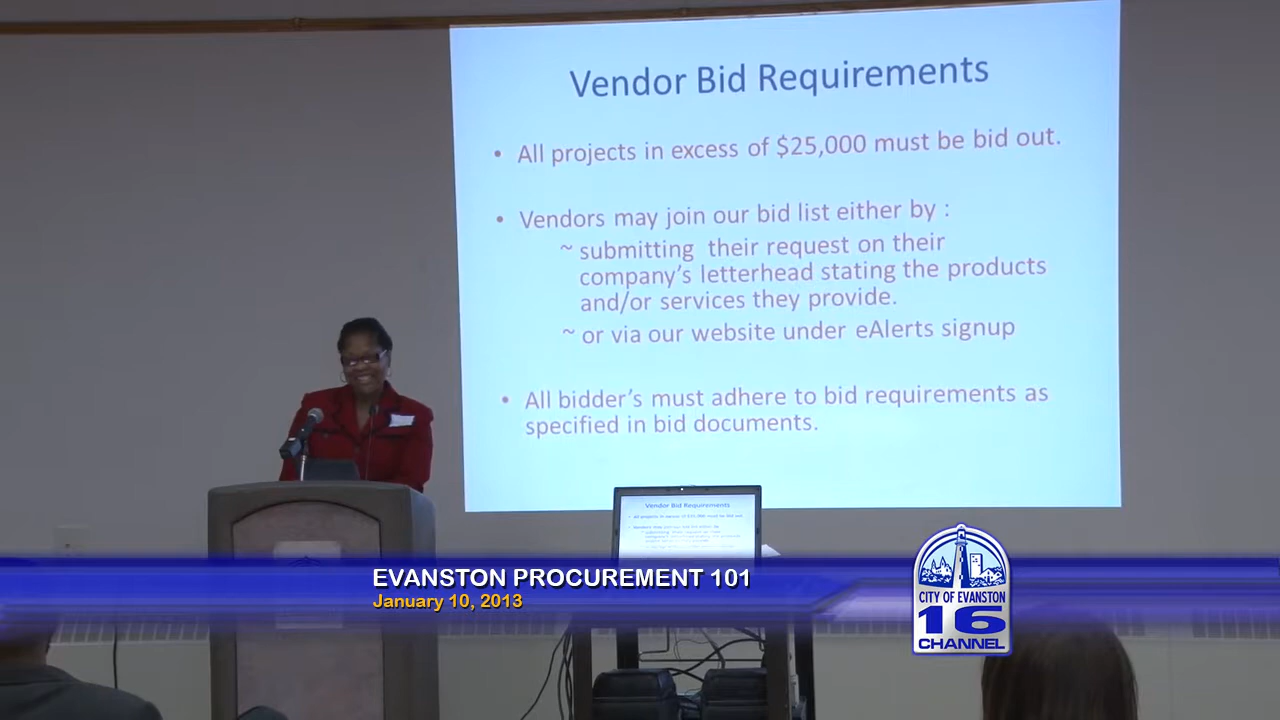 Vendor Bid Requirements
• All projects in excess of $25,000 must be bid out.
• Vendors may join our bid list either by :
~ submitting their request on their
company's letterhead stating the products
and/or services they provide.
~ or via our website under eAlerts signup
• All bidder's must adhere to bid requirements as
specified in bid documents.
Vendor Bid Requirements
EVANSTON PROCUREMENT 101
January 10, 2013
CITY OF EVANSTON
16
CHANNEL